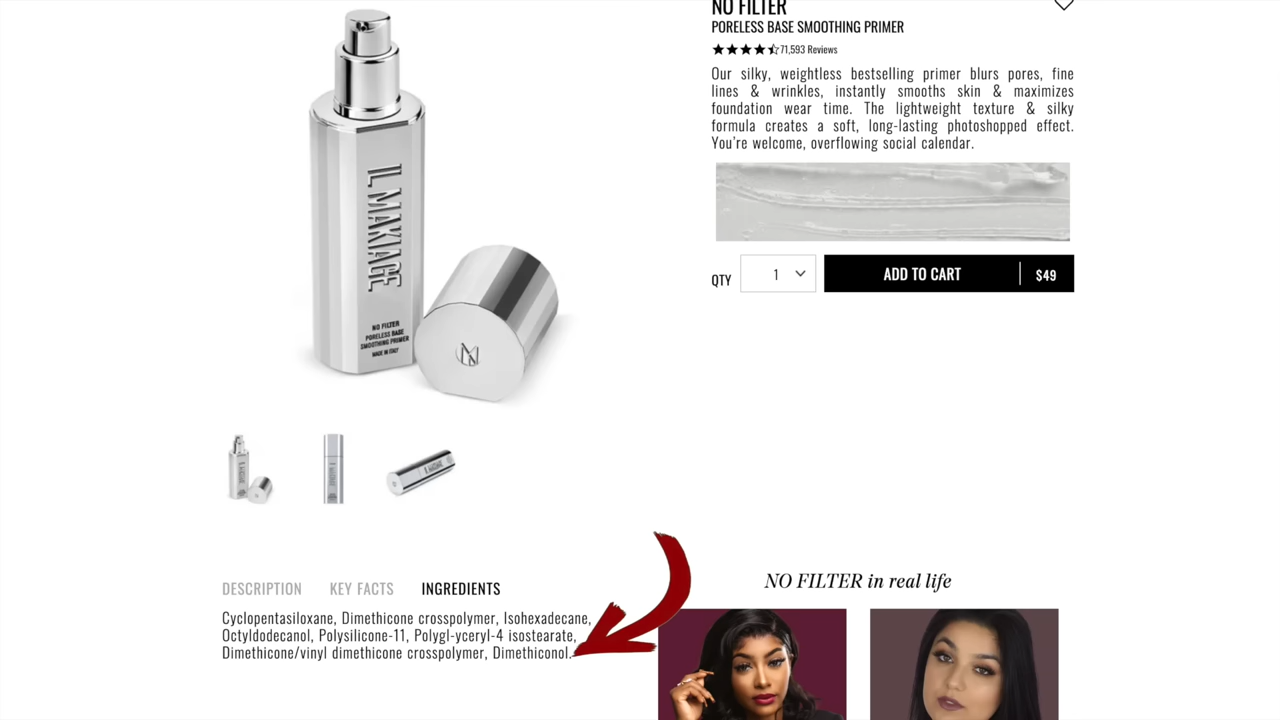 NO FILTER
PORELESS BASE SMOOTHING PRIMER
71,593 Reviews
Our silky, weightless bestselling primer blurs pores, fine
lines & wrinkles, instantly smooths skin & maximizes
foundation wear time. The lightweight texture & silky
formula creates a soft, long-lasting photoshopped effect.
You're welcome, overflowing social calendar.
QTY 1 ADD TO CART $49
IL MAKIAGE
NO FILTER
PORELESS BASE
SMOOTHING PRIMER
MADE IN ITALY
DESCRIPTION KEY FACTS INGREDIENTS
Cyclopentasiloxane, Dimethicone crosspolymer, Isohexadecane,
Octyldodecanol, Polysilicone-11, Polygl-yceryl-4 isostearate,
Dimethicone/vinyl dimethicone crosspolymer, Dimethiconol.
NO FILTER in real life